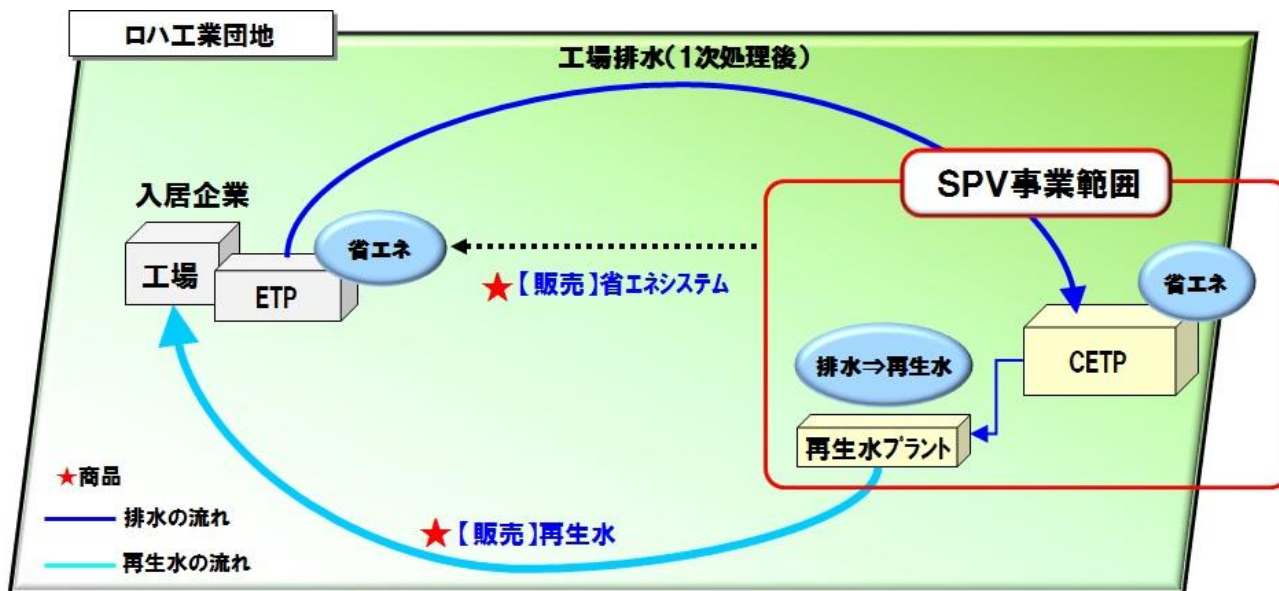 ロハ工業団地
工場排水(1次処理後)
SPV事業範囲
入居企業
工場
ETP
省エネ
★【販売】省エネシステム
省エネ
CETP
排水⇒再生水
再生水プラント
★商品
排水の流れ
再生水の流れ
★【販売】再生水